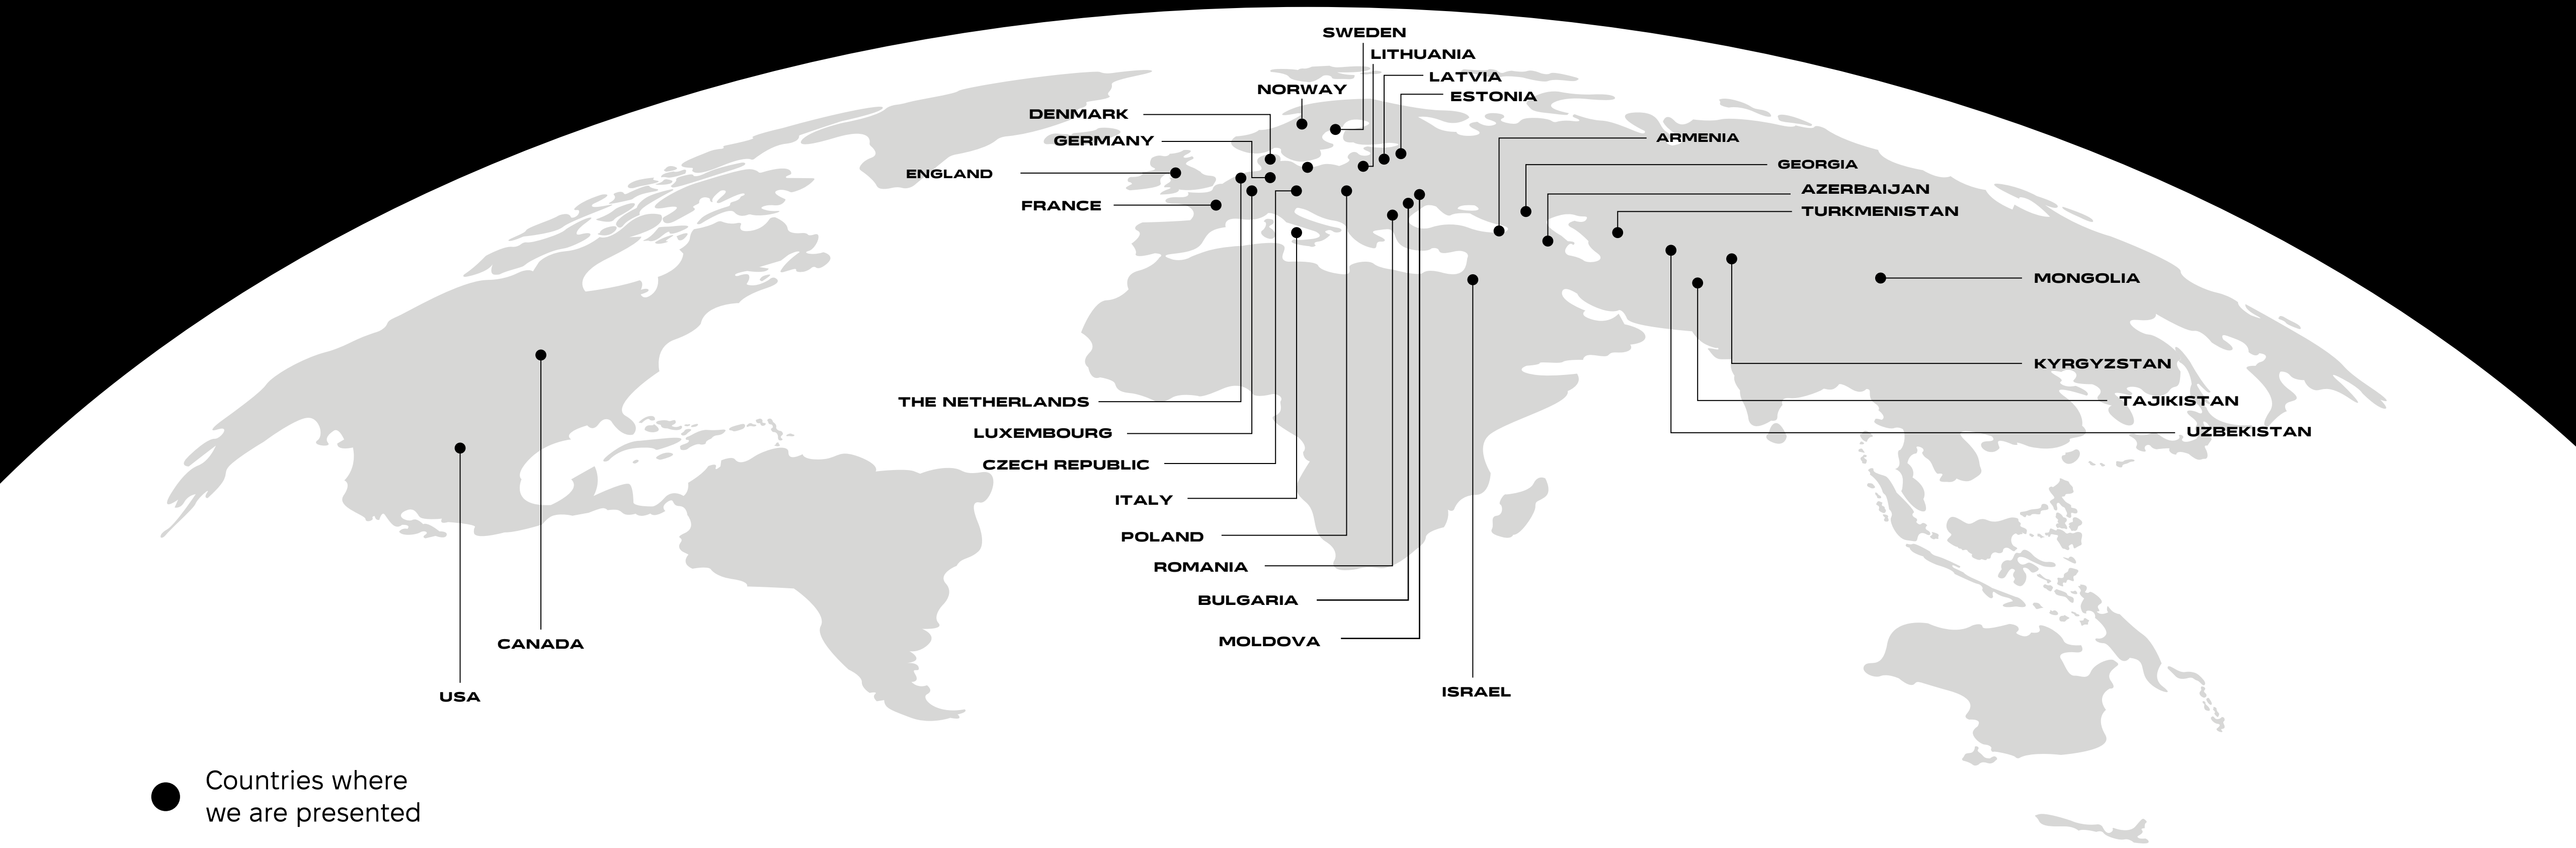 SWEDEN
LITHUANIA
LATVIA
NORWAY
ESTONIA
DENMARK
GERMANY
ARMENIA
GEORGIA
ENGLAND
AZERBAIJAN
FRANCE
TURKMENISTAN
MONGOLIA
KYRGYZSTAN
THE NETHERLANDS
TAJIKISTAN
LUXEMBOURG
UZBEKISTAN
CZECH REPUBLIC
ITALY
POLAND
ROMANIA
BULGARIA
MOLDOVA
CANADA
ISRAEL
USA
Countries where
we are presented